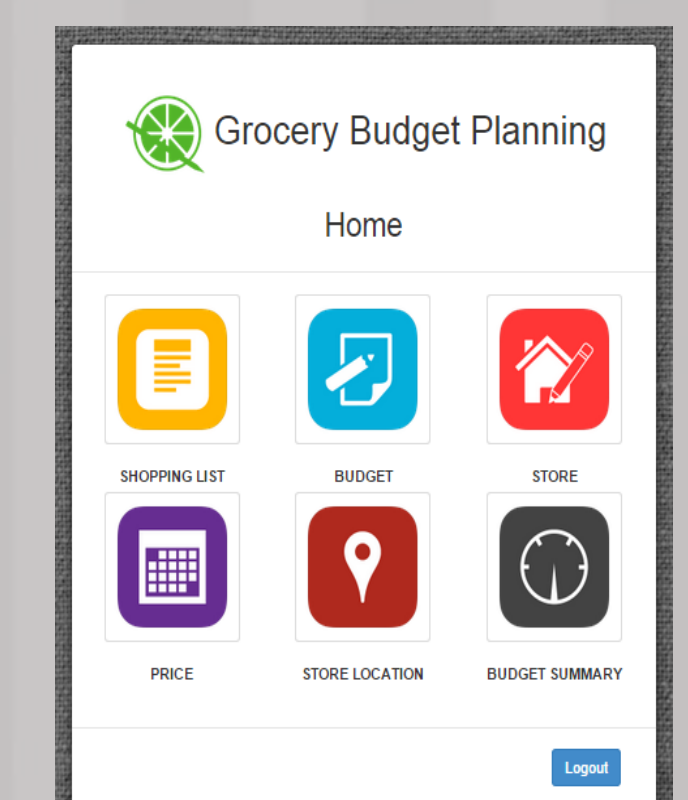 Grocery Budget Planning
Home
SHOPPING LIST
BUDGET
STORE
PRICE
STORE LOCATION
BUDGET SUMMARY
Logout